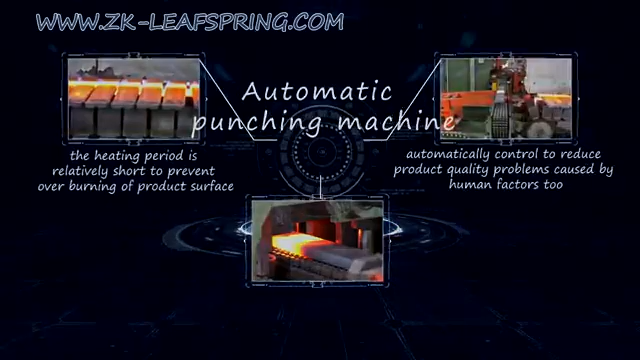 WWW.ZK-LEAFSPRING.COM
Automatic
punching machine
the heating period is
relatively short to prevent
over burning of product surface
automatically control to reduce
product quality problems caused by
human factors too